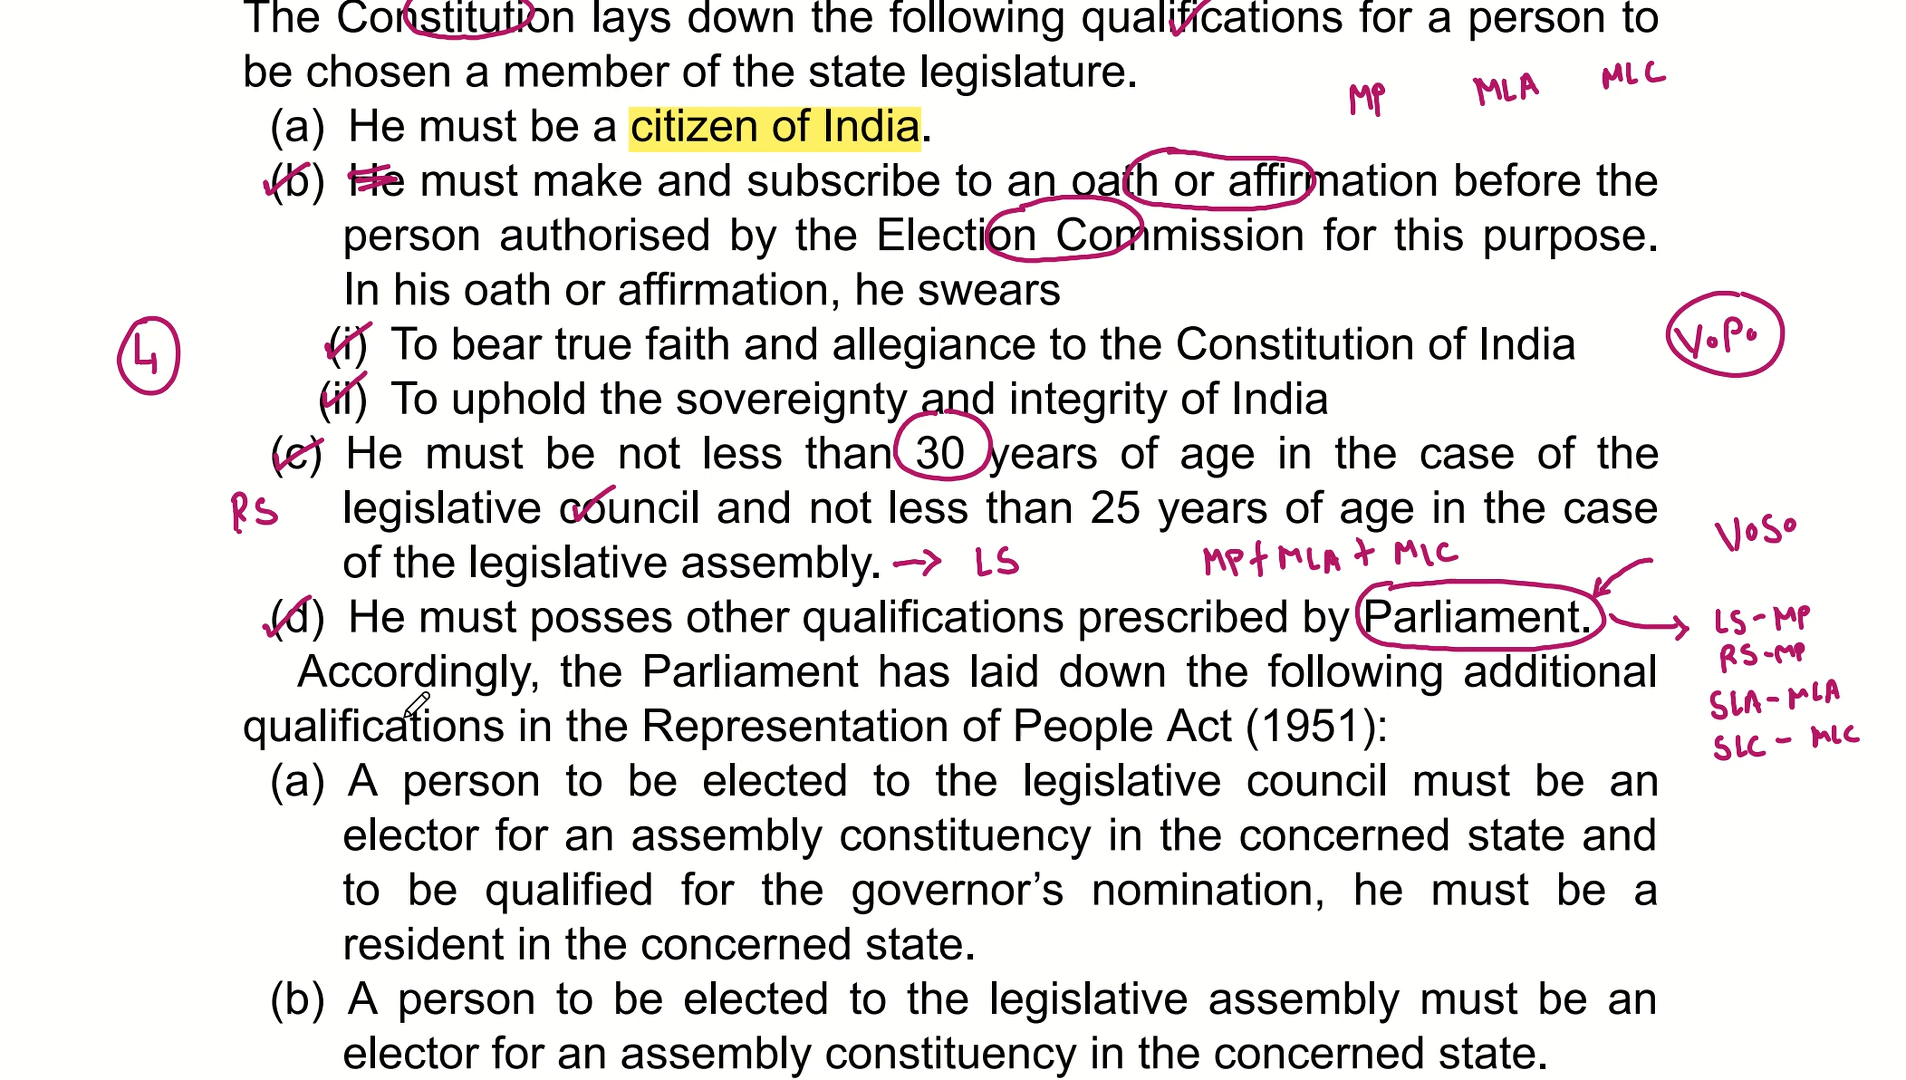 The Constitution lays down the following qualifications for a person to
be chosen a member of the state legislature.
MP MLA MLC
(a) He must be a citizen of India.
(b) He must make and subscribe to an oath or affirmation before the
person authorised by the Election Commission for this purpose.
In his oath or affirmation, he swears
4 (i) To bear true faith and allegiance to the Constitution of India VoPo
(ii) To uphold the sovereignty and integrity of India
(c) He must be not less than 30 years of age in the case of the
RS legislative council and not less than 25 years of age in the case
VoSo
of the legislative assembly. → LS MP + MLA + MLC
(d) He must posses other qualifications prescribed by Parliament. → LS - MP
RS - MP
Accordingly, the Parliament has laid down the following additional
SLA - MLA
qualifications in the Representation of People Act (1951):
SLC - MLC
(a) A person to be elected to the legislative council must be an
elector for an assembly constituency in the concerned state and
to be qualified for the governor’s nomination, he must be a
resident in the concerned state.
(b) A person to be elected to the legislative assembly must be an
elector for an assembly constituency in the concerned state.